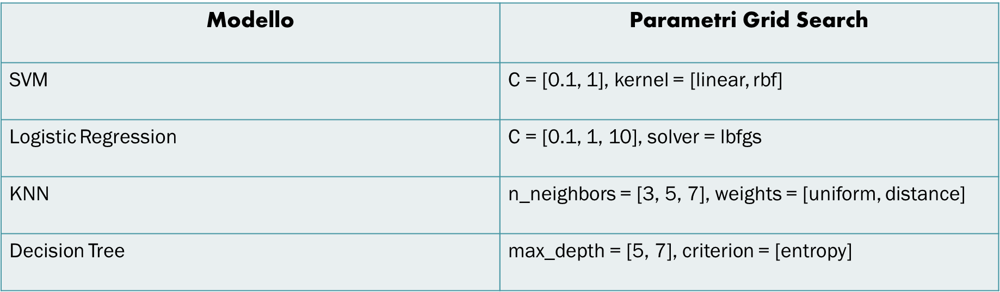 Modello
Parametri Grid Search
SVM
C = [0.1, 1], kernel = [linear, rbf]
Logistic Regression
C = [0.1, 1, 10], solver = lbfgs
KNN
n_neighbors = [3, 5, 7], weights = [uniform, distance]
Decision Tree
max_depth = [5, 7], criterion = [entropy]